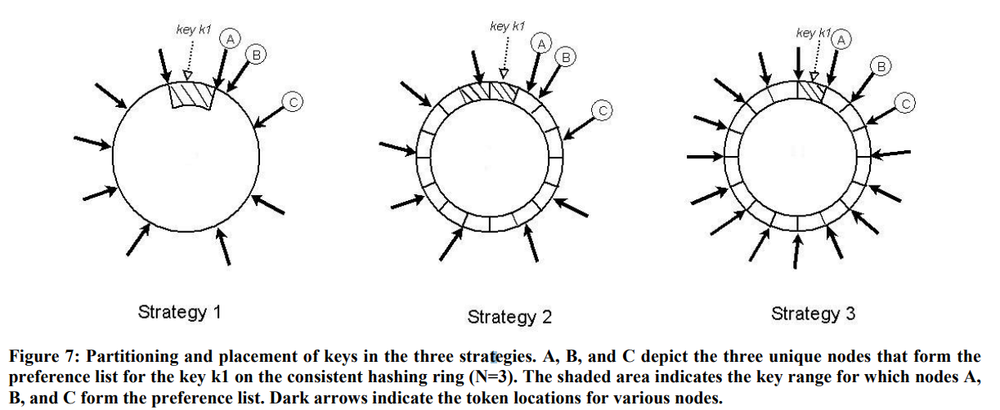 key k1
A
B
C
key k1
A
B
C
key k1
A
B
C
Strategy 1
Strategy 2
Strategy 3
Figure 7: Partitioning and placement of keys in the three strategies. A, B, and C depict the three unique nodes that form the
preference list for the key k1 on the consistent hashing ring (N=3). The shaded area indicates the key range for which nodes A,
B, and C form the preference list. Dark arrows indicate the token locations for various nodes.